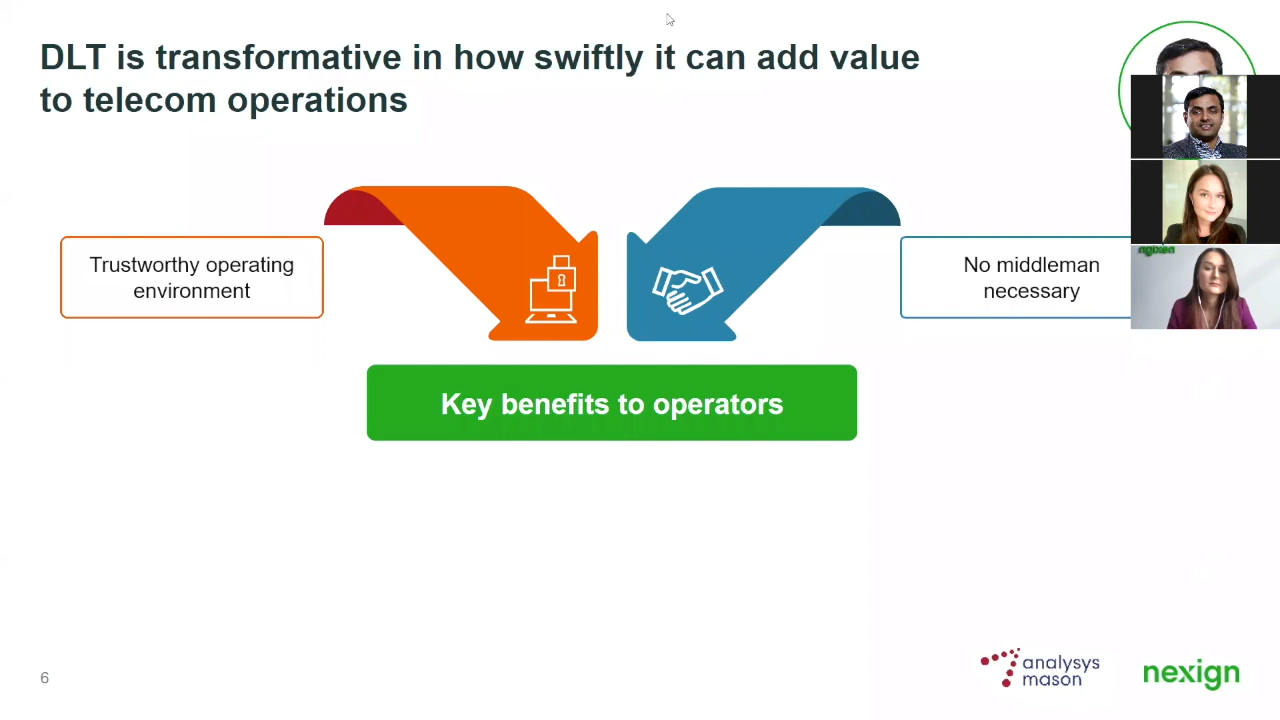 DLT is transformative in how swiftly it can add value
to telecom operations
Trustworthy operating
environment
No middleman
necessary
nexign
Key benefits to operators
6
analysys
mason
nexign